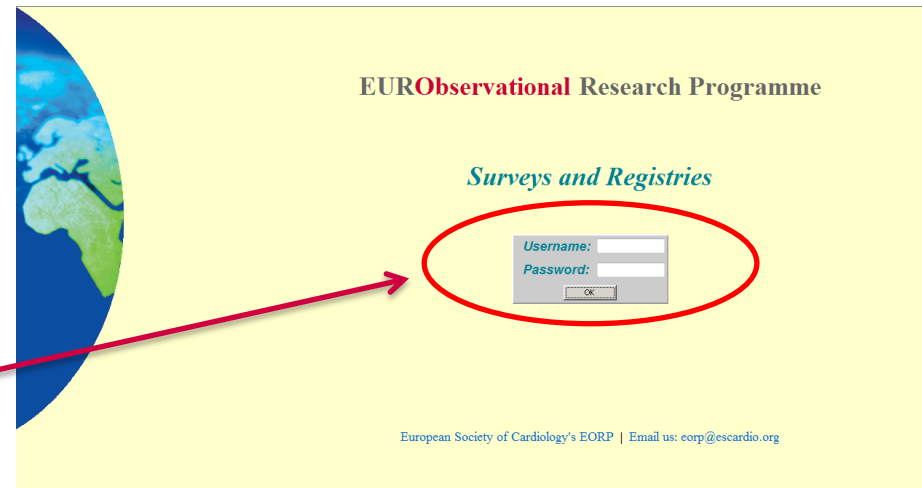 EURObservational Research Programme
Surveys and Registries
Username:
Password:
OK
European Society of Cardiology's EORP | Email us: eorp@escardio.org